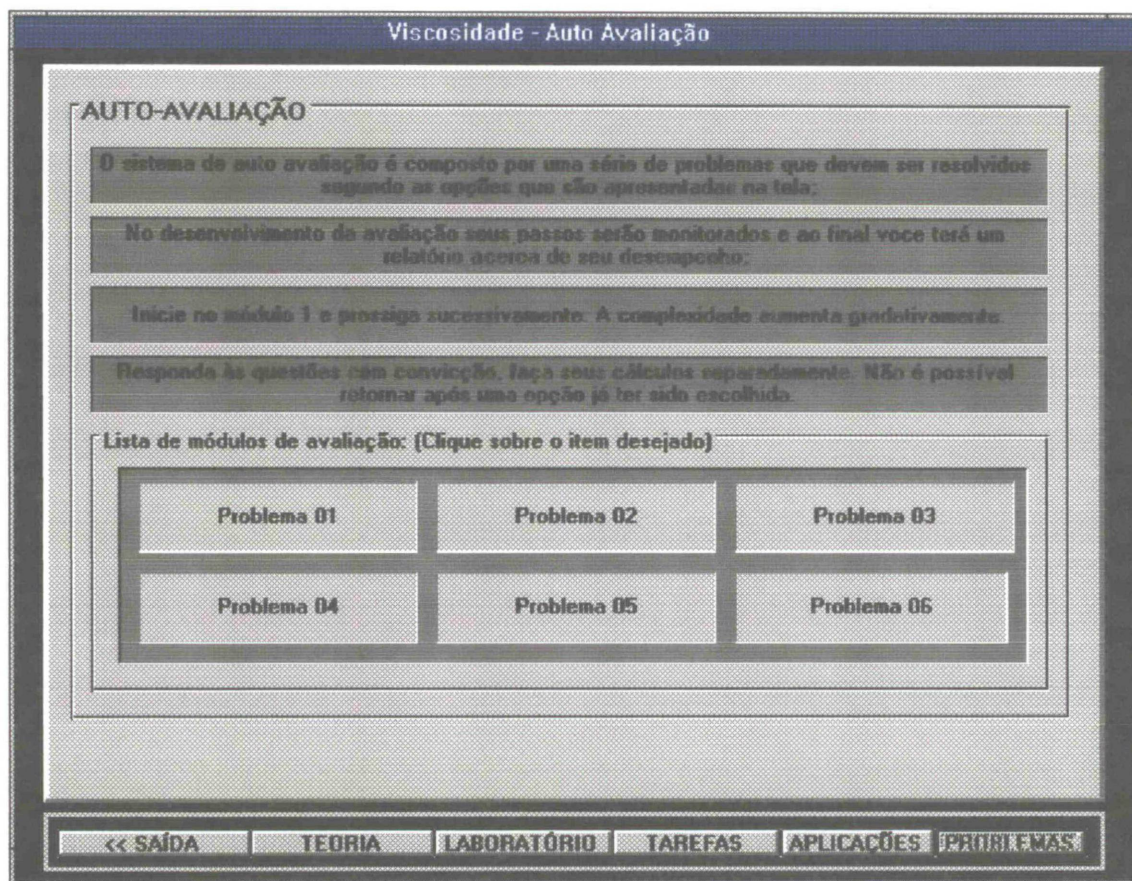 Viscosidade - Auto Avaliação
AUTO-AVALIAÇÃO
O sistema de auto avaliação é composto por uma série de problemas que devem ser resolvidos
segundo as opções que são apresentadas na tela;
No desenvolvimento da avaliação seus passos serão monitorados e ao final voce terá um
relatório acerca de seu desempenho;
Inicie no módulo 1 e prossiga sucessivamente. A complexidade aumenta gradativamente.
Responda às questões com convicção, faça seus cálculos separadamente. Não é possível
retornar após uma opção já ter sido escolhida.
Lista de módulos de avaliação: (Clique sobre o item desejado)
Problema 01 Problema 02 Problema 03
Problema 04 Problema 05 Problema 06
<< SAÍDA TEORIA LABORATÓRIO TAREFAS APLICAÇÕES PROBLEMAS